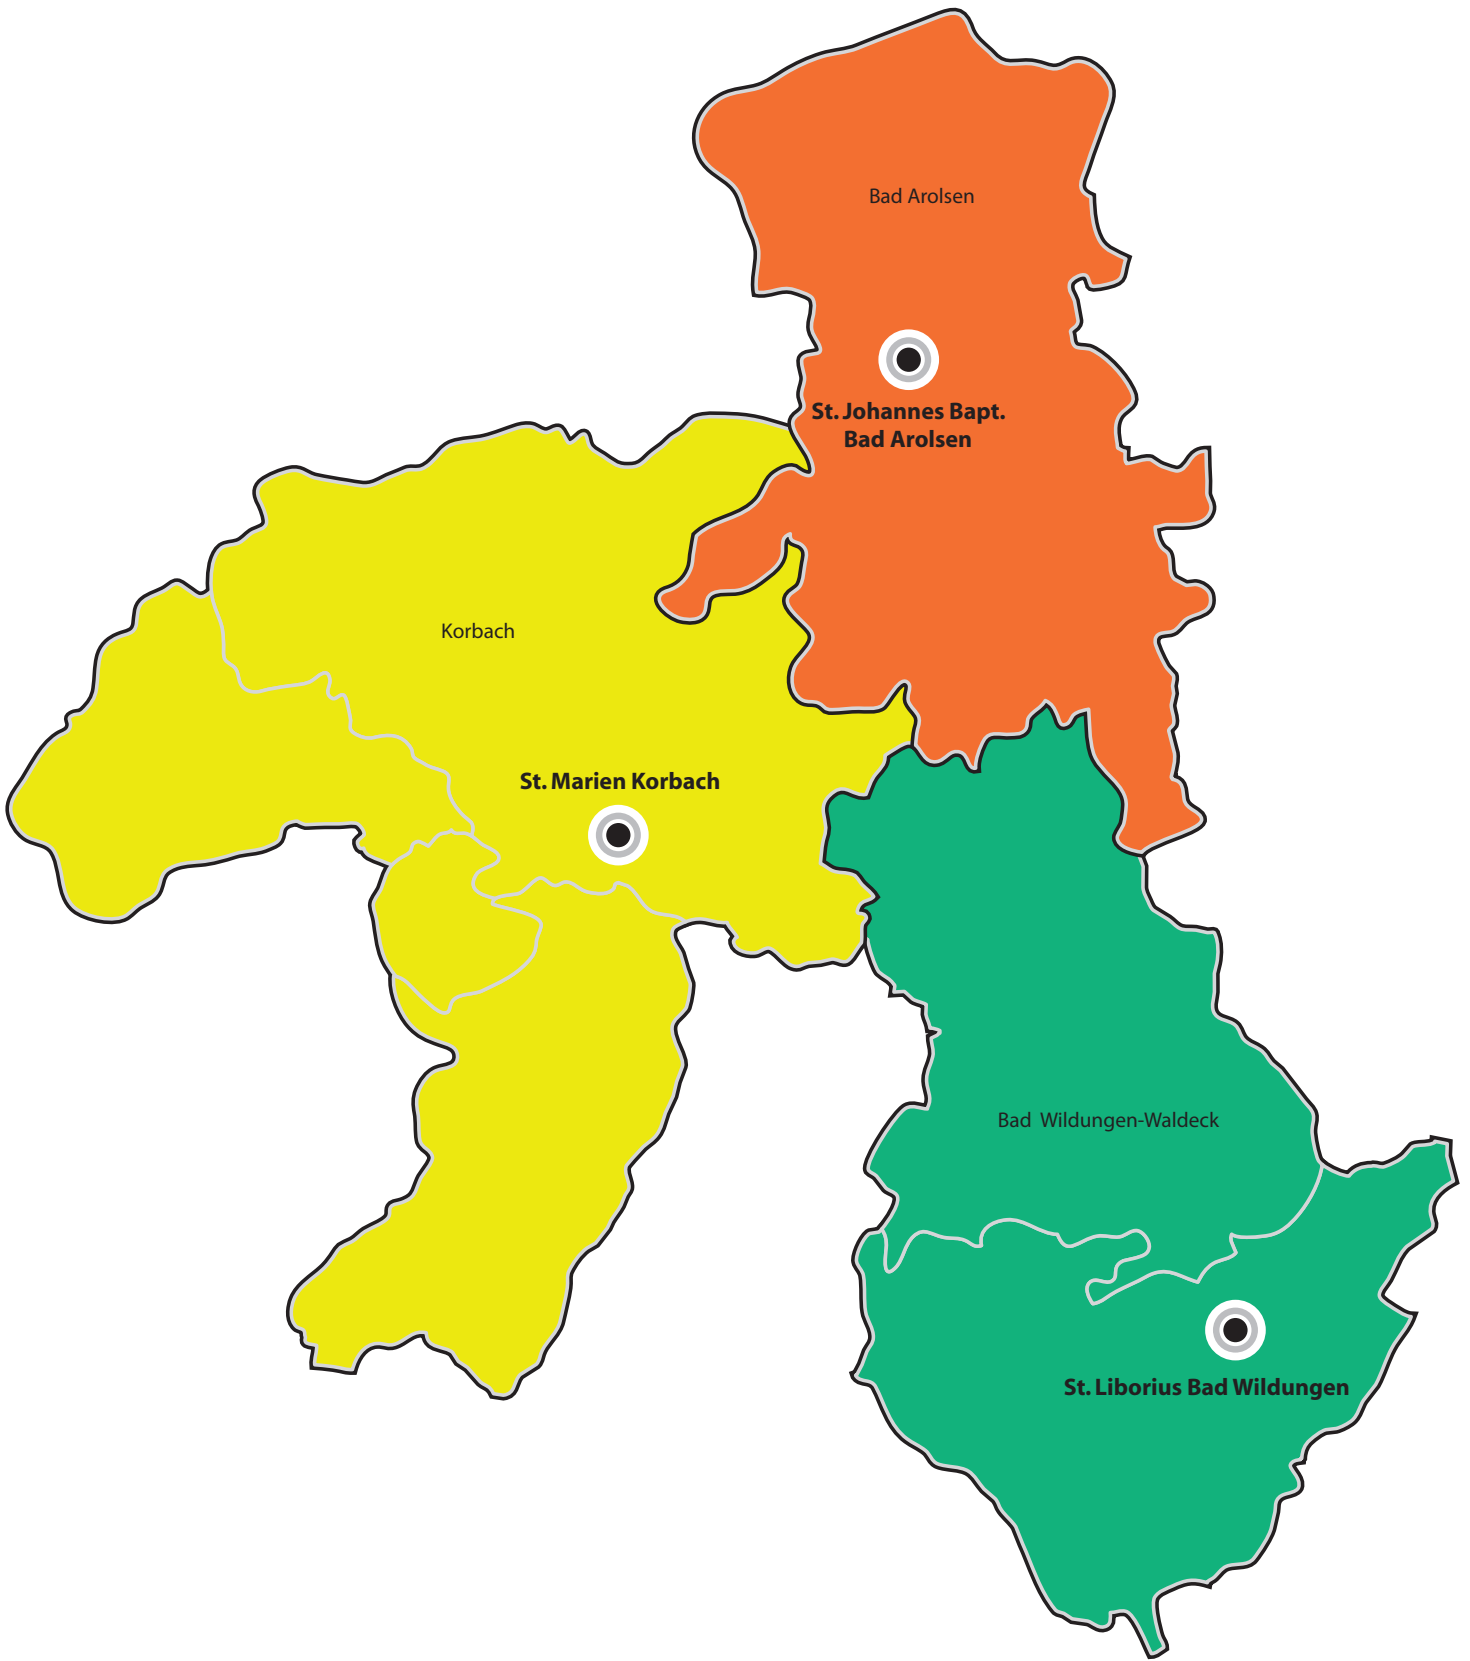 Bad Arolsen
St. Johannes Bapt.
Bad Arolsen
Korbach
St. Marien Korbach
Bad Wildungen-Waldeck
St. Liborius Bad Wildungen